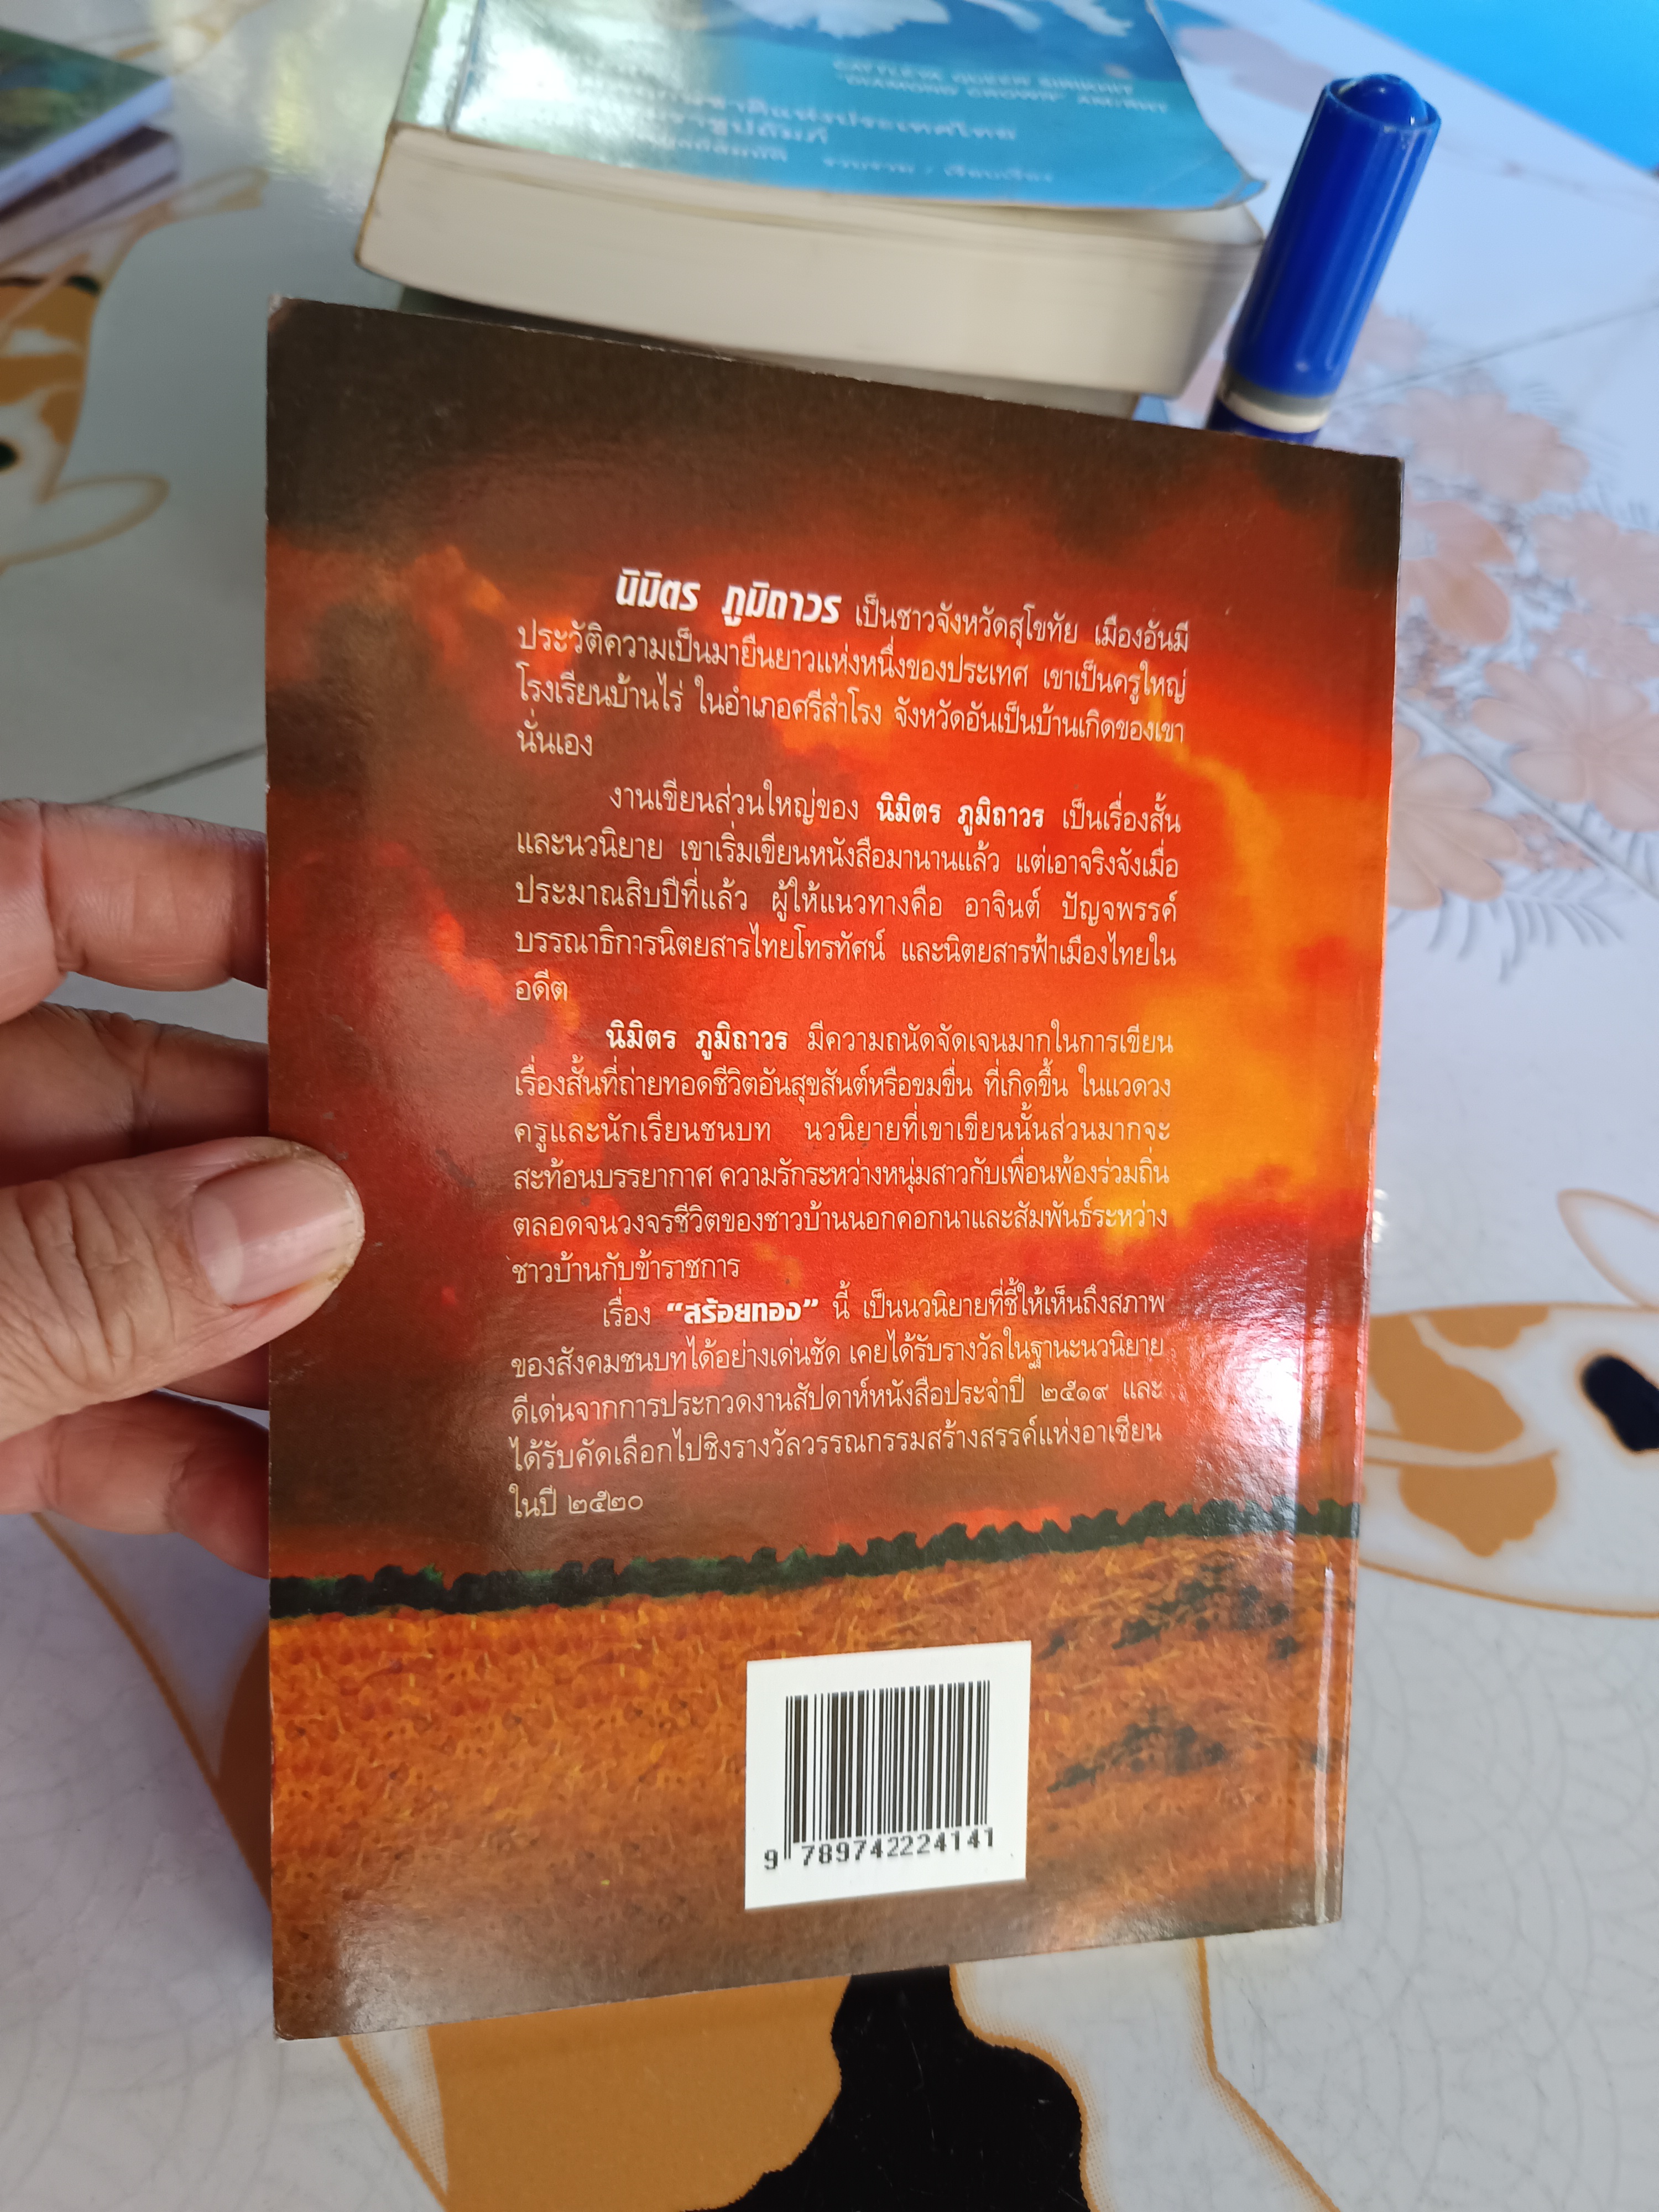 CATTLEYA QUEEN SIRIKIT
"DIAMOND CROWN" AM/RHT
นิมิตร ภูมิถาวร เป็นชาวจังหวัดสุโขทัย เมืองอันมี
ประวัติความเป็นมายืนยาวแห่งหนึ่งของประเทศ เขาเป็นครูใหญ่
โรงเรียนบ้านไร่ ในอำเภอศรีสำโรง จังหวัดอันเป็นบ้านเกิดของเขา
นั่นเอง
งานเขียนส่วนใหญ่ของ นิมิตร ภูมิถาวร เป็นเรื่องสั้น
และนวนิยาย เขาเริ่มเขียนหนังสือมานานแล้ว แต่เอาจริงจังเมื่อ
ประมาณสิบปีที่แล้ว ผู้ให้แนวทางคือ อาจินต์ ปัญจพรรค์
บรรณาธิการนิตยสารไทยโทรทัศน์ และนิตยสารฟ้าเมืองไทยใน
อดีต
นิมิตร ภูมิถาวร มีความถนัดจัดเจนมากในการเขียน
เรื่องสั้นที่ถ่ายทอดชีวิตอันสุขสันต์หรือขมขื่น ที่เกิดขึ้น ในแวดวง
ครูและนักเรียนชนบท นวนิยายที่เขาเขียนนั้นส่วนมากจะ
สะท้อนบรรยากาศ ความรักระหว่างหนุ่มสาวกับเพื่อนพ้องร่วมถิ่น
ตลอดจนวงจรชีวิตของชาวบ้านนอกคอกนาและสัมพันธ์ระหว่าง
ชาวบ้านกับข้าราชการ
เรื่อง "สร้อยทอง" นี้ เป็นนวนิยายที่ชี้ให้เห็นถึงสภาพ
ของสังคมชนบทได้อย่างเด่นชัด เคยได้รับรางวัลในฐานะนวนิยาย
ดีเด่นจากการประกวดงานสัปดาห์หนังสือประจำปี ๒๕๑๙ และ
ได้รับคัดเลือกไปชิงรางวัลวรรณกรรมสร้างสรรค์แห่งอาเซียน
ในปี ๒๕๒๐
9 789742 224141